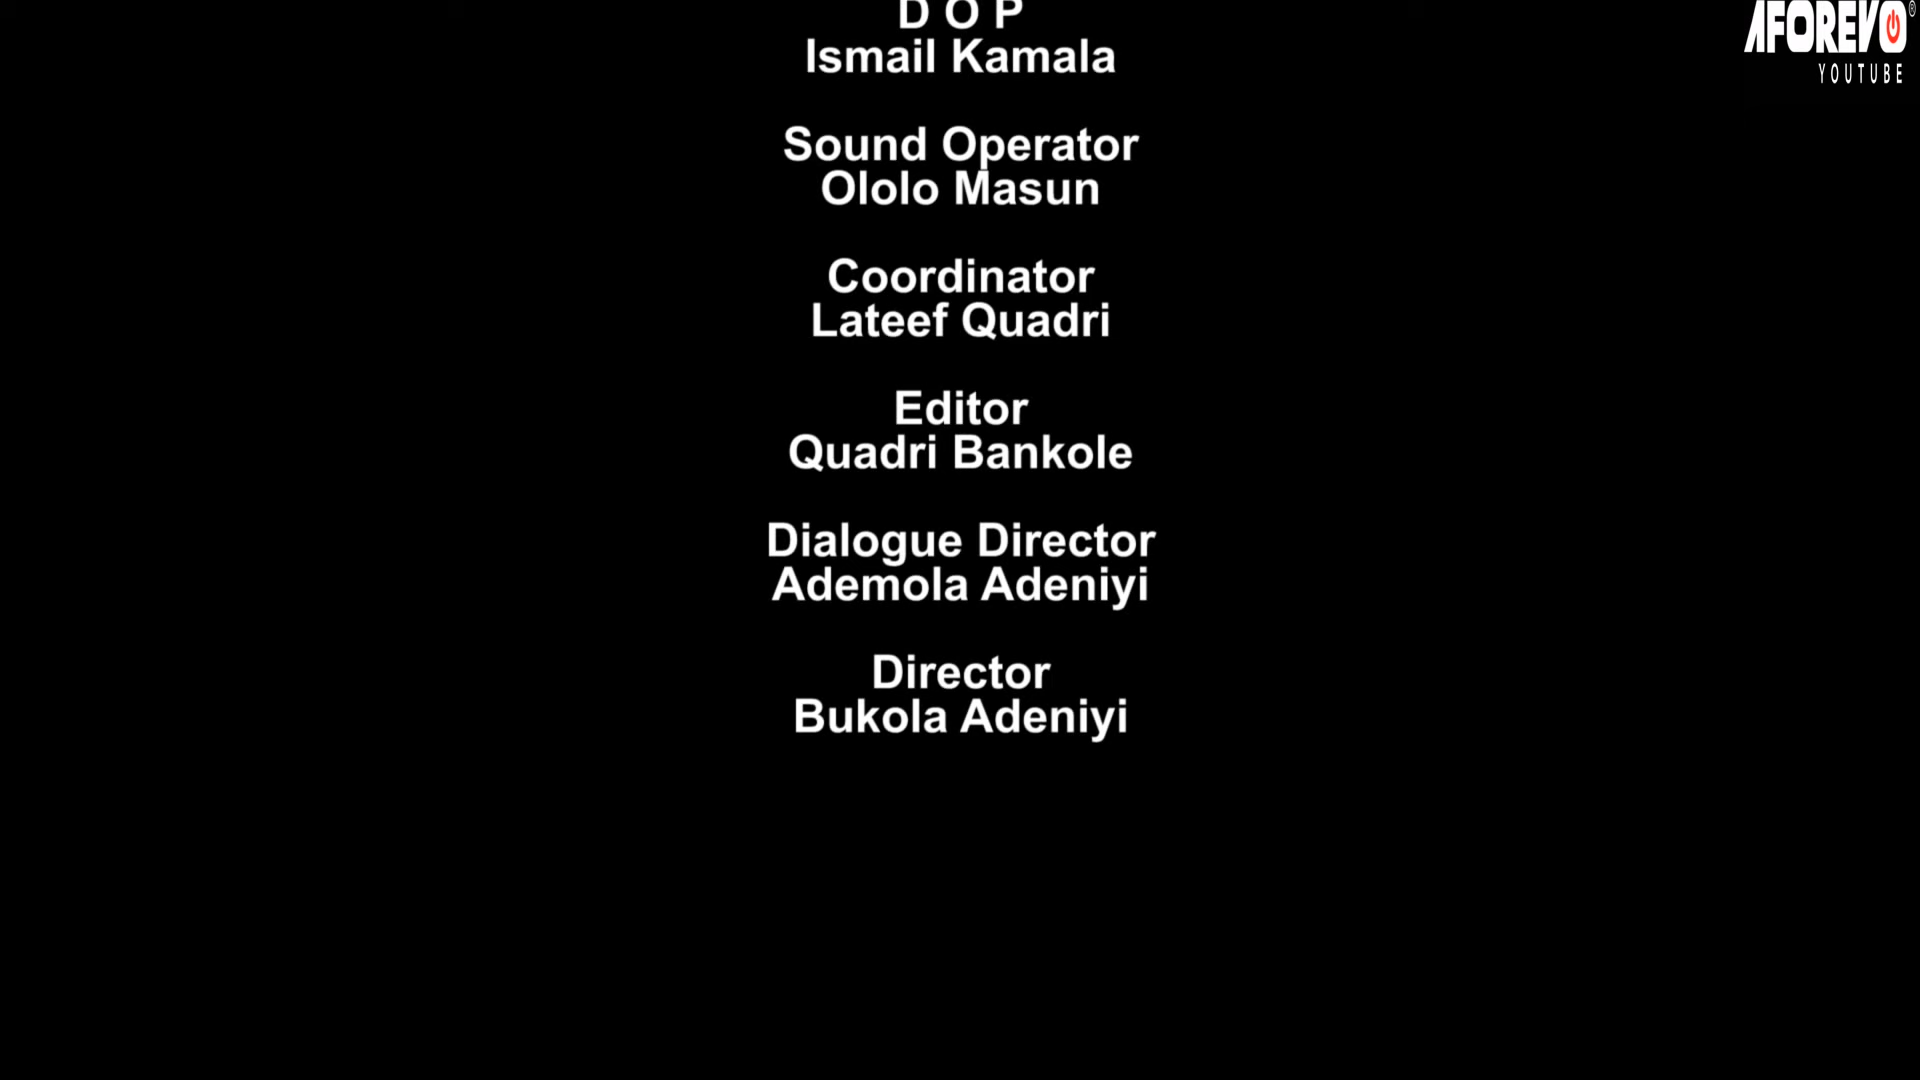 D O P
Ismail Kamala
Sound Operator
Ololo Masun
Coordinator
Lateef Quadri
Editor
Quadri Bankole
Dialogue Director
Ademola Adeniyi
Director
Bukola Adeniyi
AFOREVO®
YOUTUBE